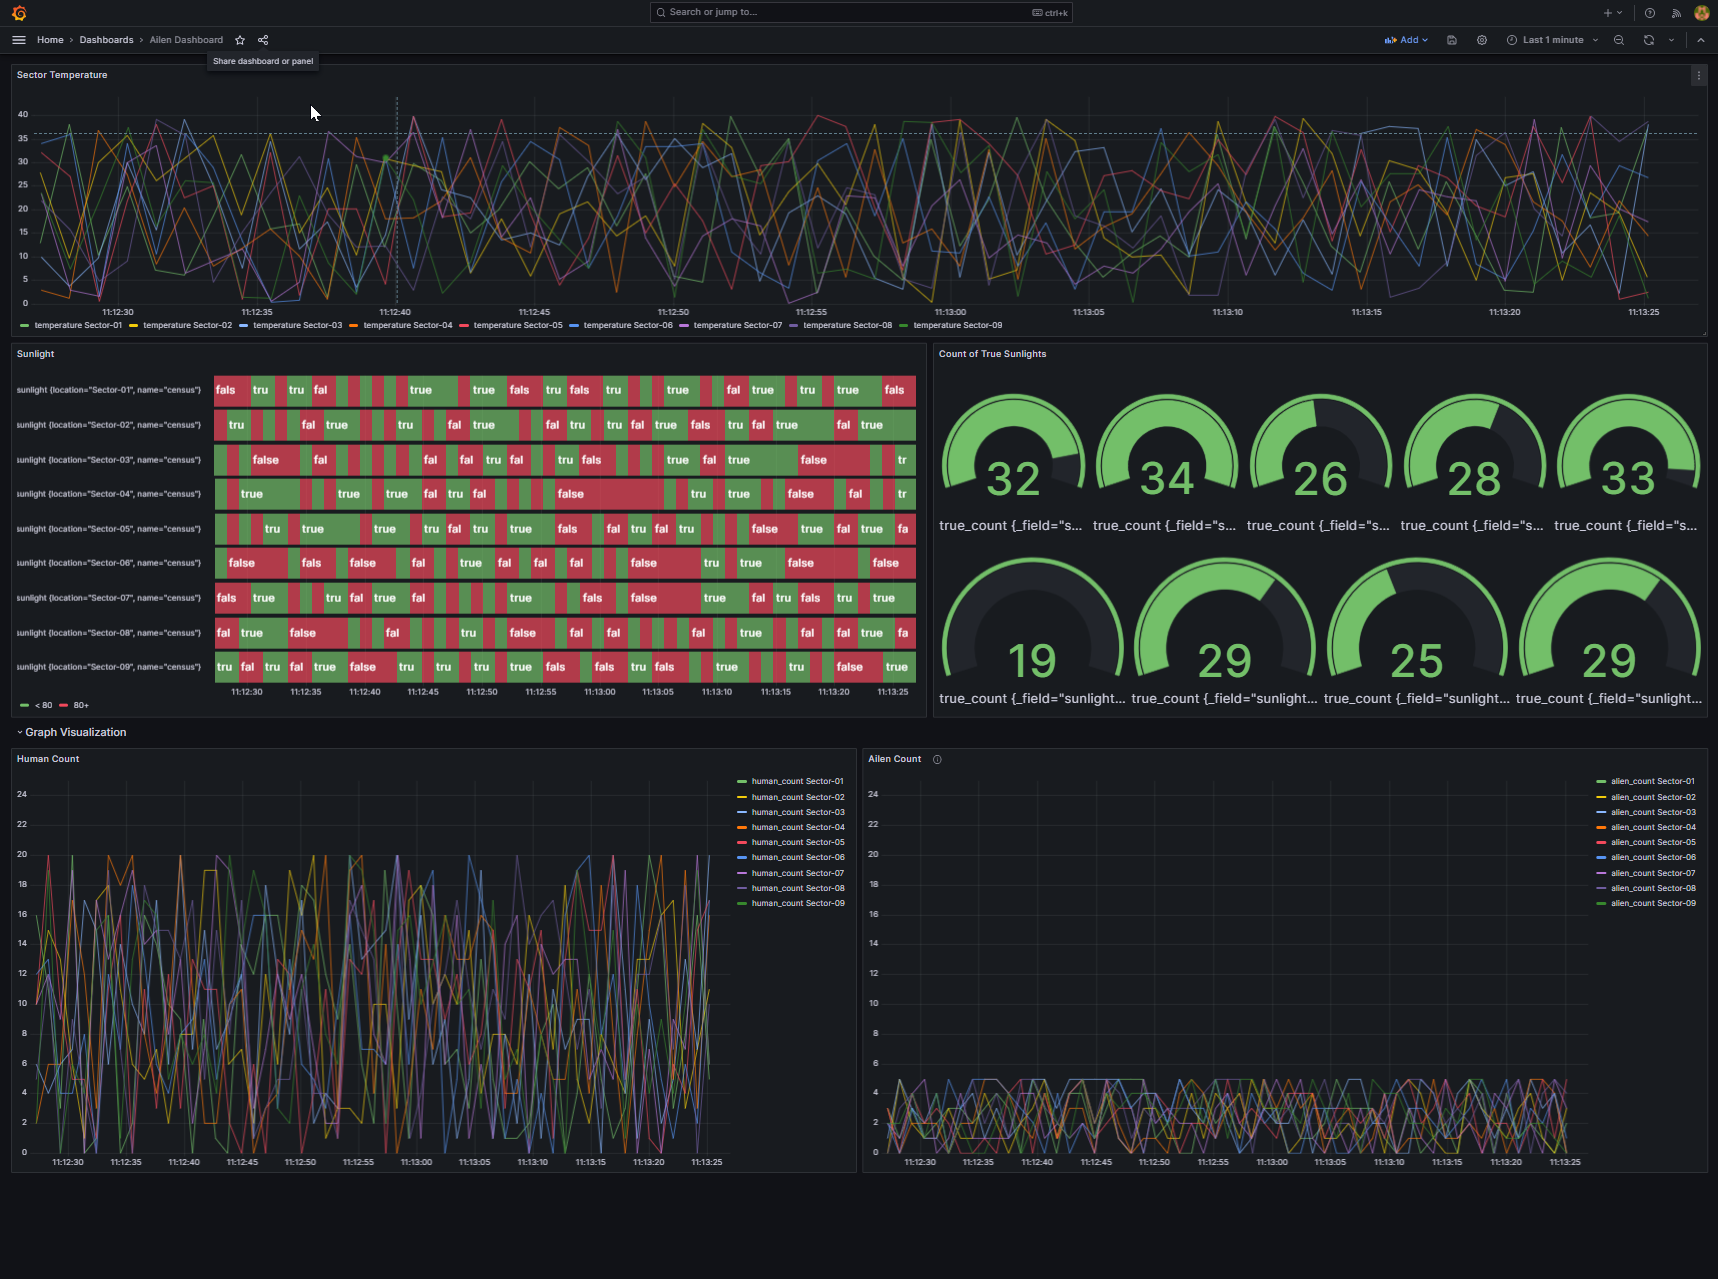 Search or jump to...
ctrl+k
Home › Dashboards › Ailen Dashboard
Add
Last 1 minute
Share dashboard or panel
Sector Temperature
40
35
30
25
20
15
10
5
0
11:12:30 11:12:35 11:12:40 11:12:45 11:12:50 11:12:55 11:13:00 11:13:05 11:13:10 11:13:15 11:13:20 11:13:25
temperature Sector-01 temperature Sector-02 temperature Sector-03 temperature Sector-04 temperature Sector-05 temperature Sector-06 temperature Sector-07 temperature Sector-08 temperature Sector-09
Sunlight
sunlight {location="Sector-01", name="census"} fals tru tru fal true true fals tru fals tru true fal true tru true fals
sunlight {location="Sector-02", name="census"} tru fal true tru fal true fal tru tru fal true fals tru fal true fal true
sunlight {location="Sector-03", name="census"} false fal fal fal tru fal tru fals true fal true false tr
sunlight {location="Sector-04", name="census"} true true true fal tru fal false tru true false fal tr
sunlight {location="Sector-05", name="census"} tru true true tru fal tru true fals fal tru fal tru false true tru true fa
sunlight {location="Sector-06", name="census"} false fals false fal true fal fal fal false tru true false false
sunlight {location="Sector-07", name="census"} fals true tru fal true fal true fals false true fal tru fals tru true
sunlight {location="Sector-08", name="census"} fal true false fal tru false fal fal fal true fal fal true fa
sunlight {location="Sector-09", name="census"} tru fal tru fal true false tru tru tru true fals fals tru fals true tru false true
11:12:30 11:12:35 11:12:40 11:12:45 11:12:50 11:12:55 11:13:00 11:13:05 11:13:10 11:13:15 11:13:20 11:13:25
< 80 80+
Count of True Sunlights
32 34 26 28 33
true_count {_field="s... true_count {_field="s... true_count {_field="s... true_count {_field="s... true_count {_field="s...
19 29 25 29
true_count {_field="sunlight... true_count {_field="sunlight... true_count {_field="sunlight... true_count {_field="sunlight...
Graph Visualization
Human Count
24
22
20
18
16
14
12
10
8
6
4
2
0
11:12:30 11:12:35 11:12:40 11:12:45 11:12:50 11:12:55 11:13:00 11:13:05 11:13:10 11:13:15 11:13:20 11:13:25
human_count Sector-01
human_count Sector-02
human_count Sector-03
human_count Sector-04
human_count Sector-05
human_count Sector-06
human_count Sector-07
human_count Sector-08
human_count Sector-09
Ailen Count
24
22
20
18
16
14
12
10
8
6
4
2
0
11:12:30 11:12:35 11:12:40 11:12:45 11:12:50 11:12:55 11:13:00 11:13:05 11:13:10 11:13:15 11:13:20 11:13:25
alien_count Sector-01
alien_count Sector-02
alien_count Sector-03
alien_count Sector-04
alien_count Sector-05
alien_count Sector-06
alien_count Sector-07
alien_count Sector-08
alien_count Sector-09